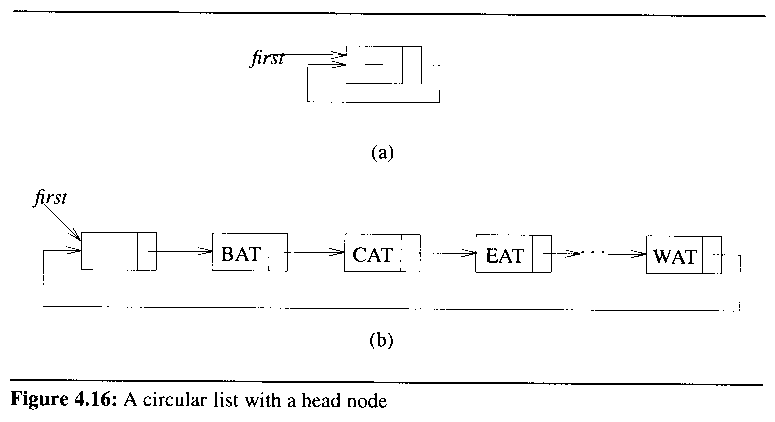 first
(a)
first
BAT CAT EAT ··· WAT
(b)
Figure 4.16: A circular list with a head node